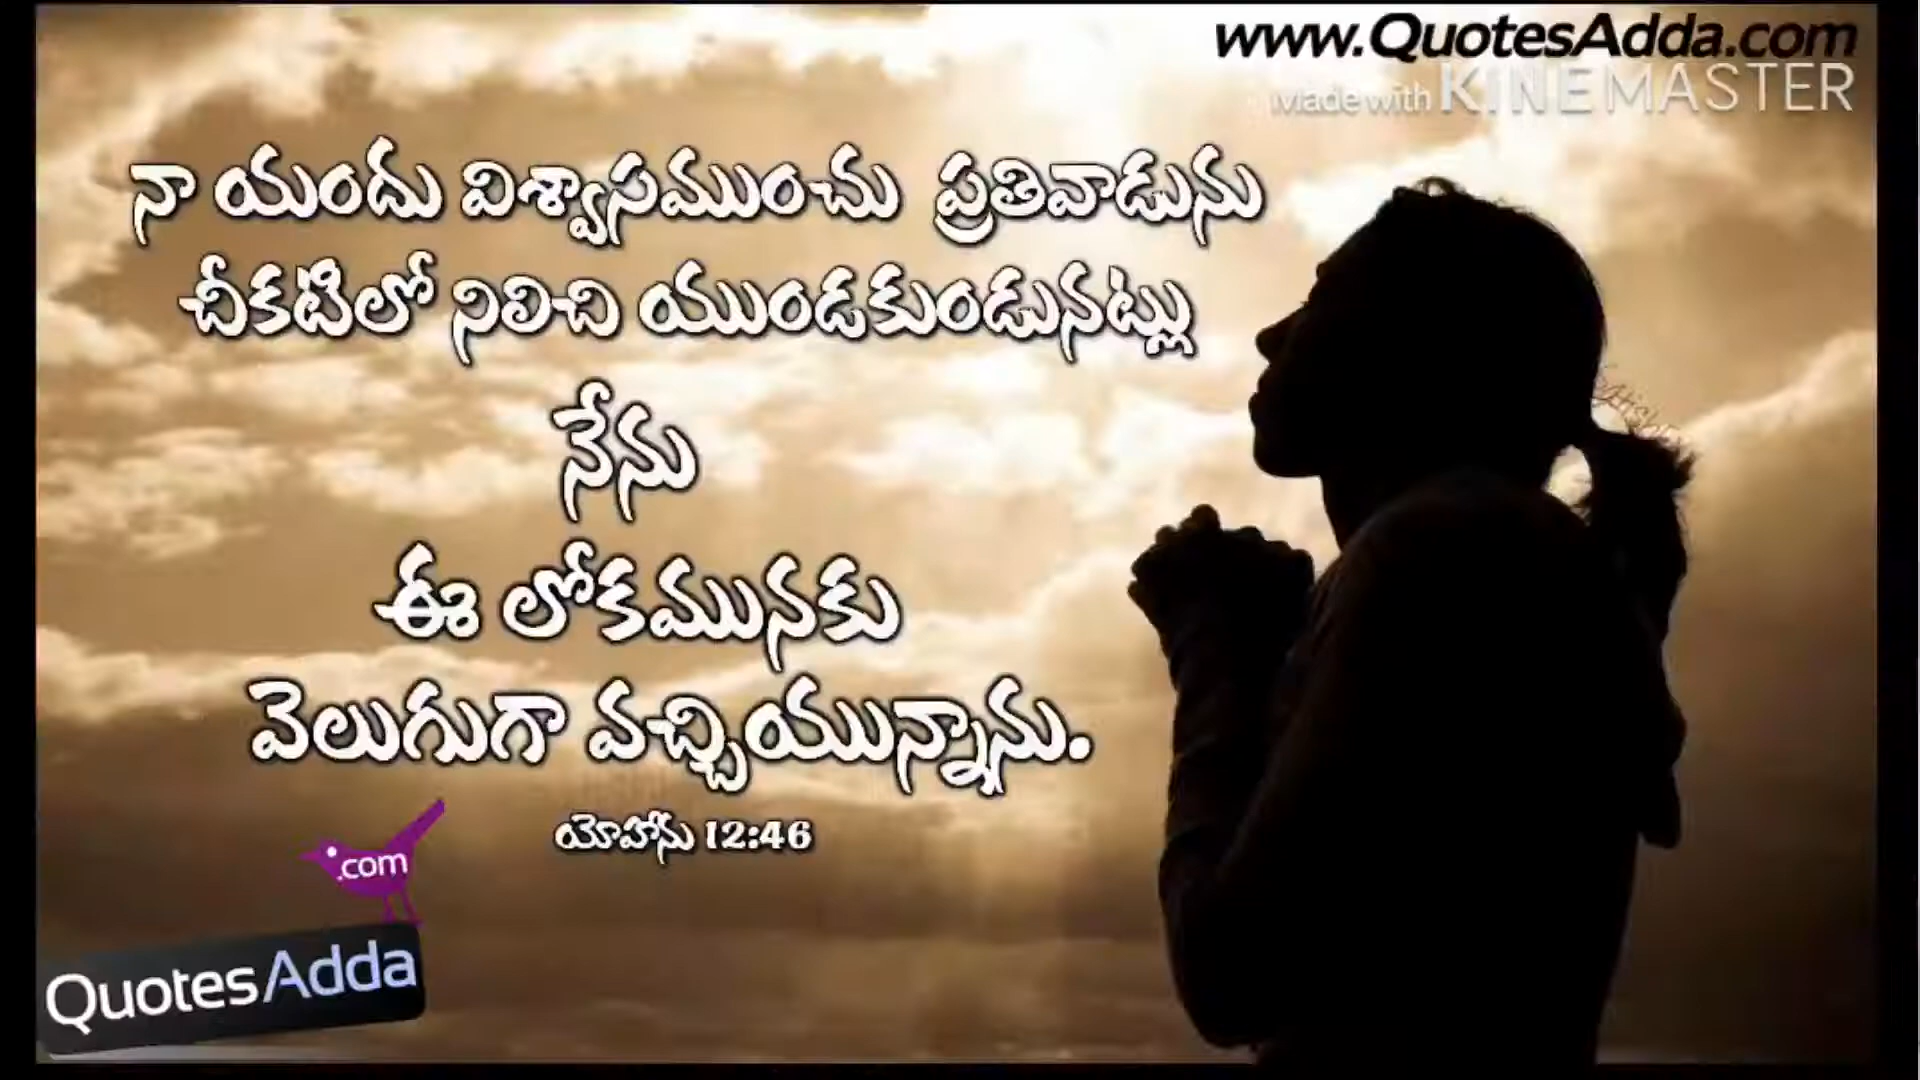 www.QuotesAdda.com
Made with KINEMASTER
నా యందు విశ్వాసముంచు ప్రతివాడును
చీకటిలో నిలిచి యుండకుండునట్లు
నేను
ఈ లోకమునకు
వెలుగుగా వచ్చియున్నాను.
యోహాను 12:46
.com
QuotesAdda